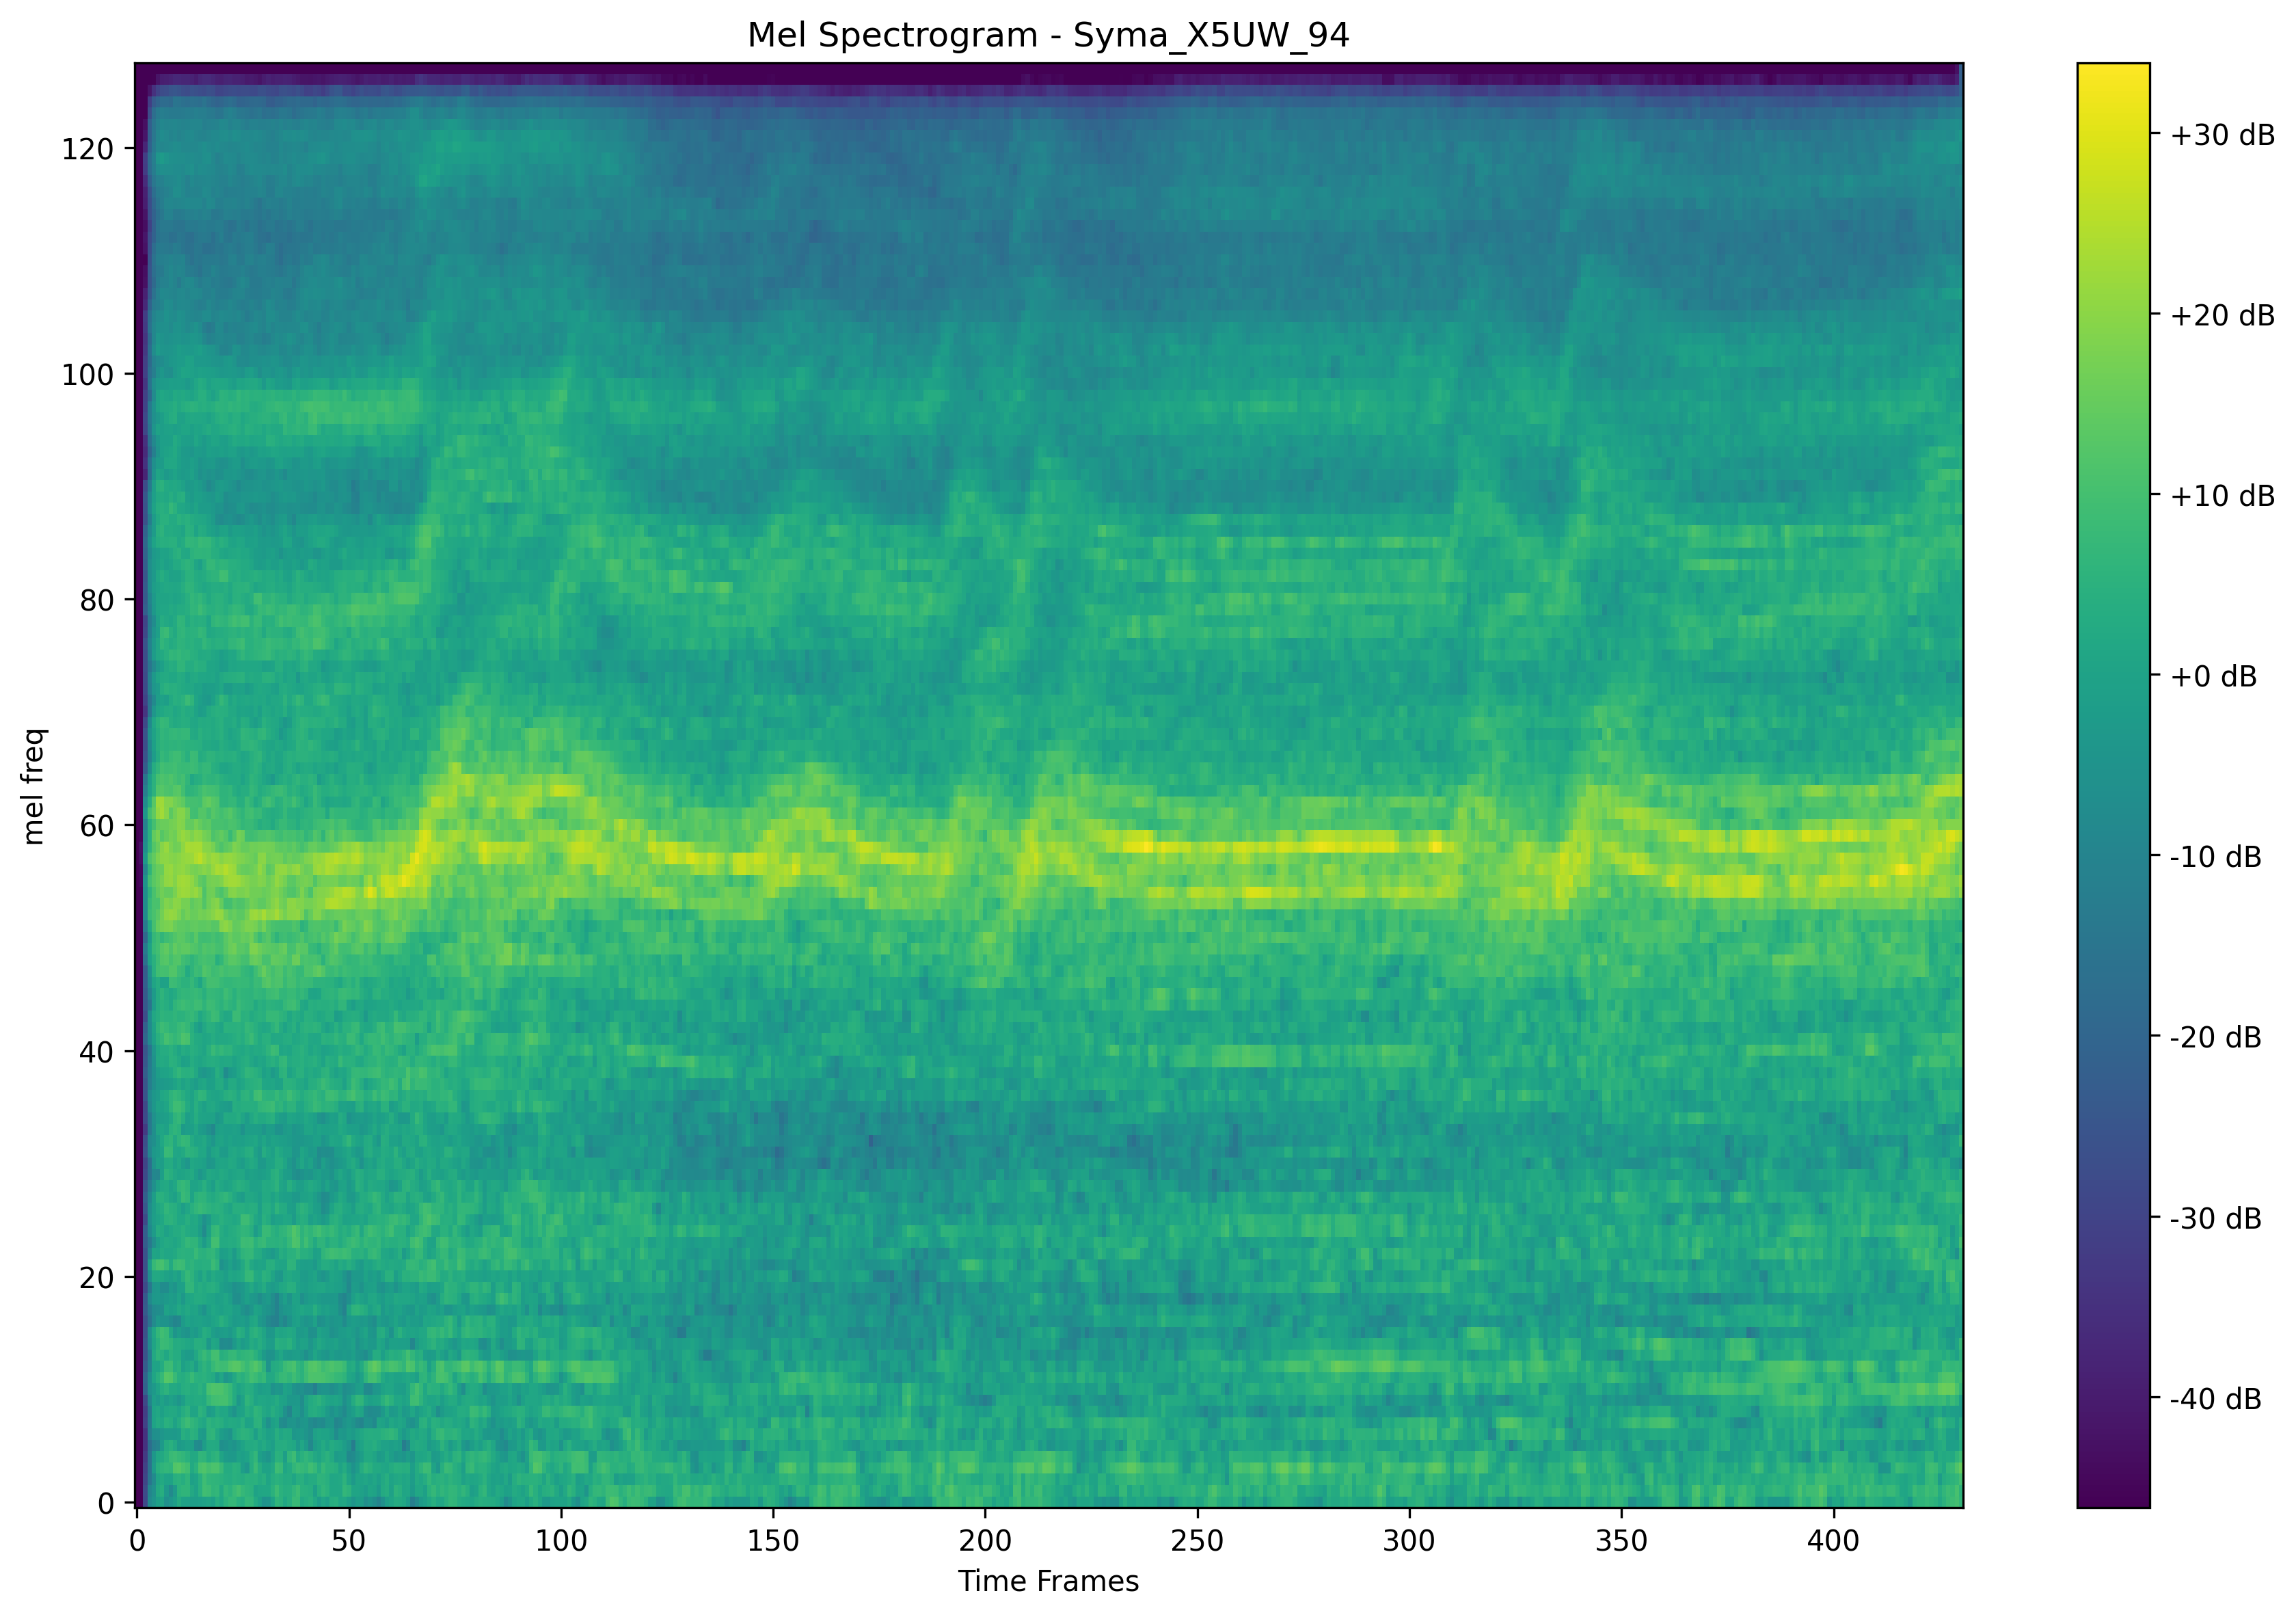 Mel Spectrogram - Syma_X5UW_94
mel freq
120
100
80
60
40
20
0
0 50 100 150 200 250 300 350 400
Time Frames
+30 dB
+20 dB
+10 dB
+0 dB
-10 dB
-20 dB
-30 dB
-40 dB